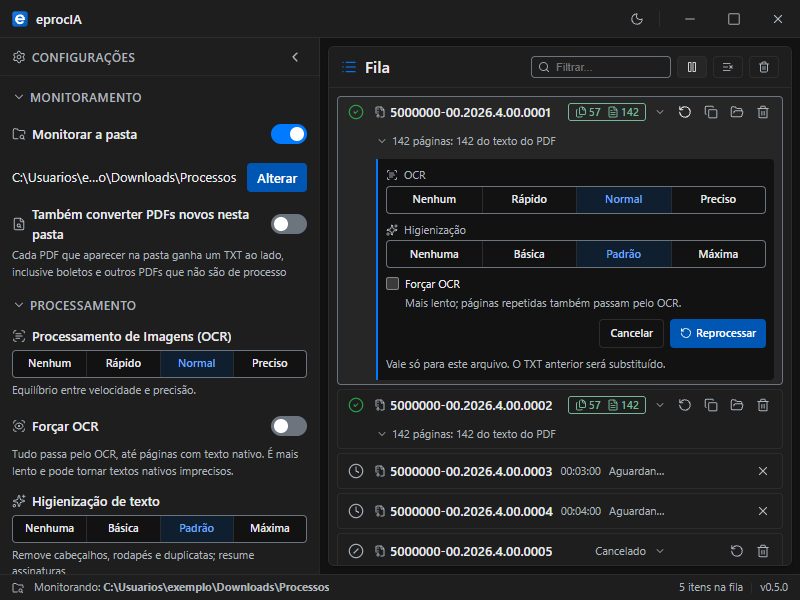 eprocIA
CONFIGURAÇÕES
MONITORAMENTO
Monitorar a pasta
C:\Usuarios\e...o\Downloads\Processos
Alterar
Também converter PDFs novos nesta
pasta
Cada PDF que aparecer na pasta ganha um TXT ao lado,
inclusive boletos e outros PDFs que não são de processo
PROCESSAMENTO
Processamento de Imagens (OCR)
Nenhum Rápido Normal Preciso
Equilíbrio entre velocidade e precisão.
Forçar OCR
Tudo passa pelo OCR, até páginas com texto nativo. É mais
lento e pode tornar textos nativos imprecisos.
Higienização de texto
Nenhuma Básica Padrão Máxima
Remove cabeçalhos, rodapés e duplicatas; resume
assinaturas
Fila
Filtrar...
5000000-00.2026.4.00.0001 57 142
142 páginas: 142 do texto do PDF
OCR
Nenhum Rápido Normal Preciso
Higienização
Nenhuma Básica Padrão Máxima
Forçar OCR
Mais lento; páginas repetidas também passam pelo OCR.
Cancelar Reprocessar
Vale só para este arquivo. O TXT anterior será substituído.
5000000-00.2026.4.00.0002 57 142
142 páginas: 142 do texto do PDF
5000000-00.2026.4.00.0003 00:03:00 Aguardan...
5000000-00.2026.4.00.0004 00:04:00 Aguardan...
5000000-00.2026.4.00.0005 Cancelado
Monitorando: C:\Usuarios\exemplo\Downloads\Processos
5 itens na fila v0.5.0